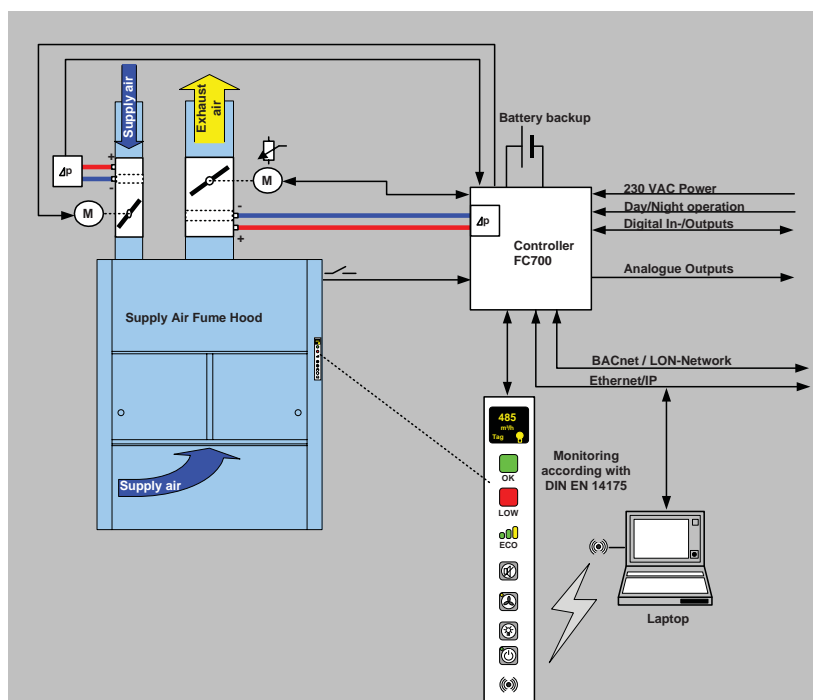 Supply air
Exhaust
air
Battery backup
+
Δp
-
M
M
-
+
Δp
Controller
FC700
230 VAC Power
Day/Night operation
Digital In-/Outputs
Analogue Outputs
BACnet / LON-Network
Ethernet/IP
Supply Air Fume Hood
Supply air
485
m³/h
Tag
OK
LOW
ECO
Monitoring
according with
DIN EN 14175
Laptop